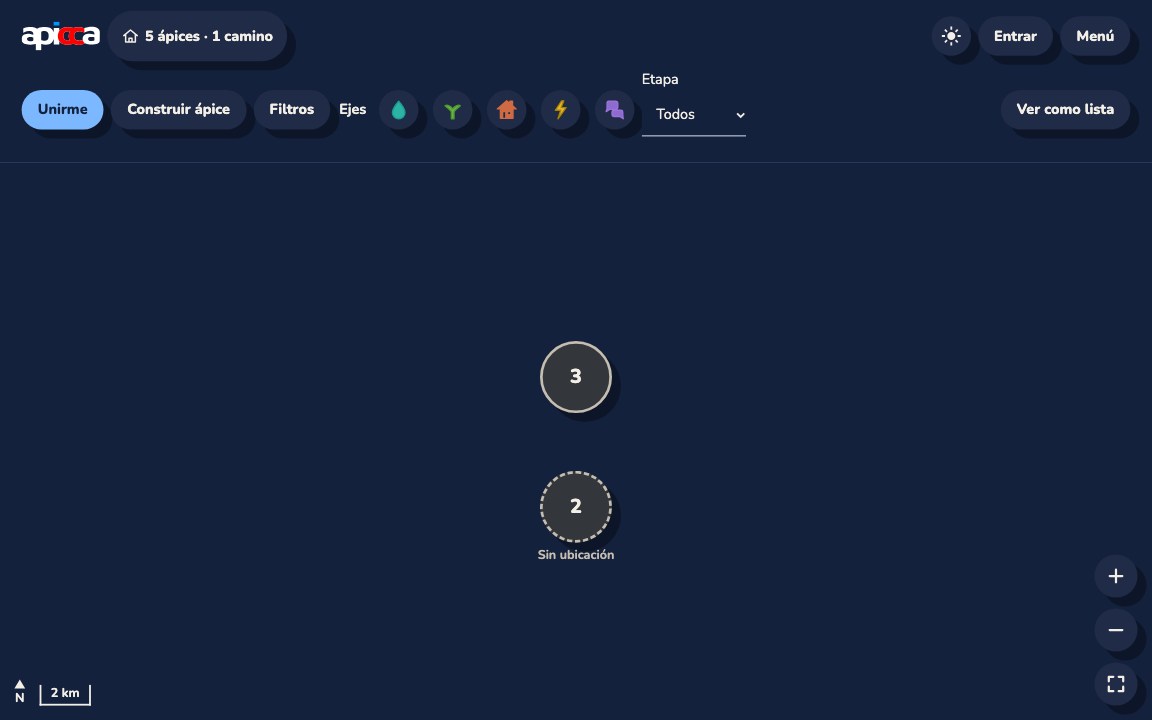 apicca
5 ápices · 1 camino
Entrar
Menú
Unirme
Construir ápice
Filtros
Ejes
Etapa
Todos
Ver como lista
3
2
Sin ubicación
N
2 km